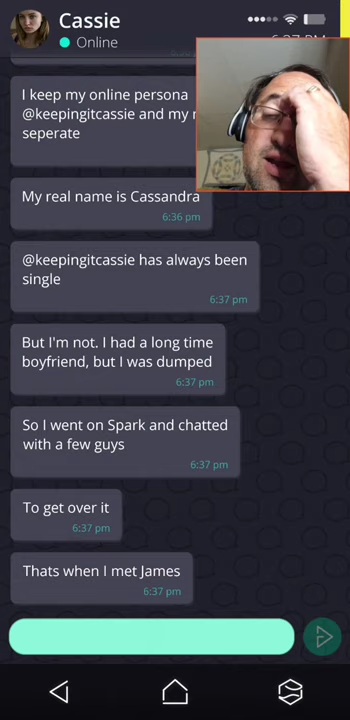 Cassie
Online
I keep my online persona
@keepingitcassie and my
seperate
My real name is Cassandra
6:36 pm
@keepingitcassie has always been
single
6:37 pm
But I'm not. I had a long time
boyfriend, but I was dumped
6:37 pm
So I went on Spark and chatted
with a few guys
6:37 pm
To get over it
6:37 pm
Thats when I met James
6:37 pm